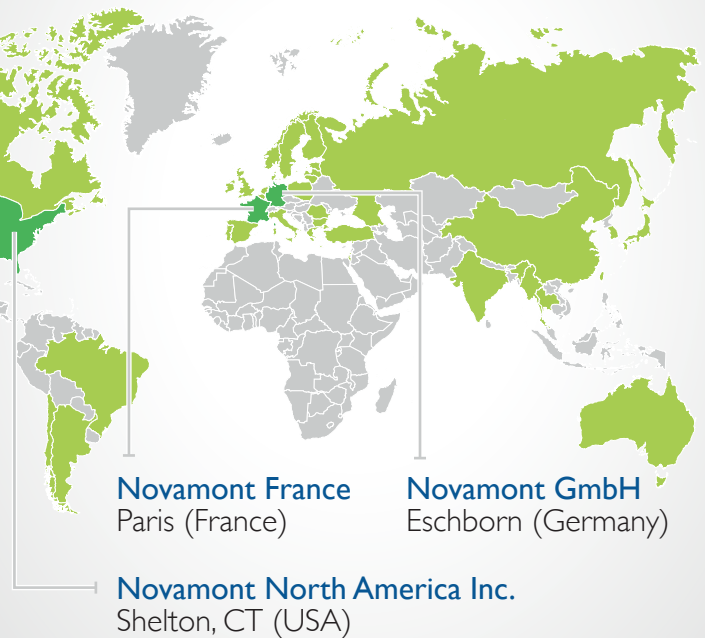 Novamont France
Paris (France)
Novamont GmbH
Eschborn (Germany)
Novamont North America Inc.
Shelton, CT (USA)